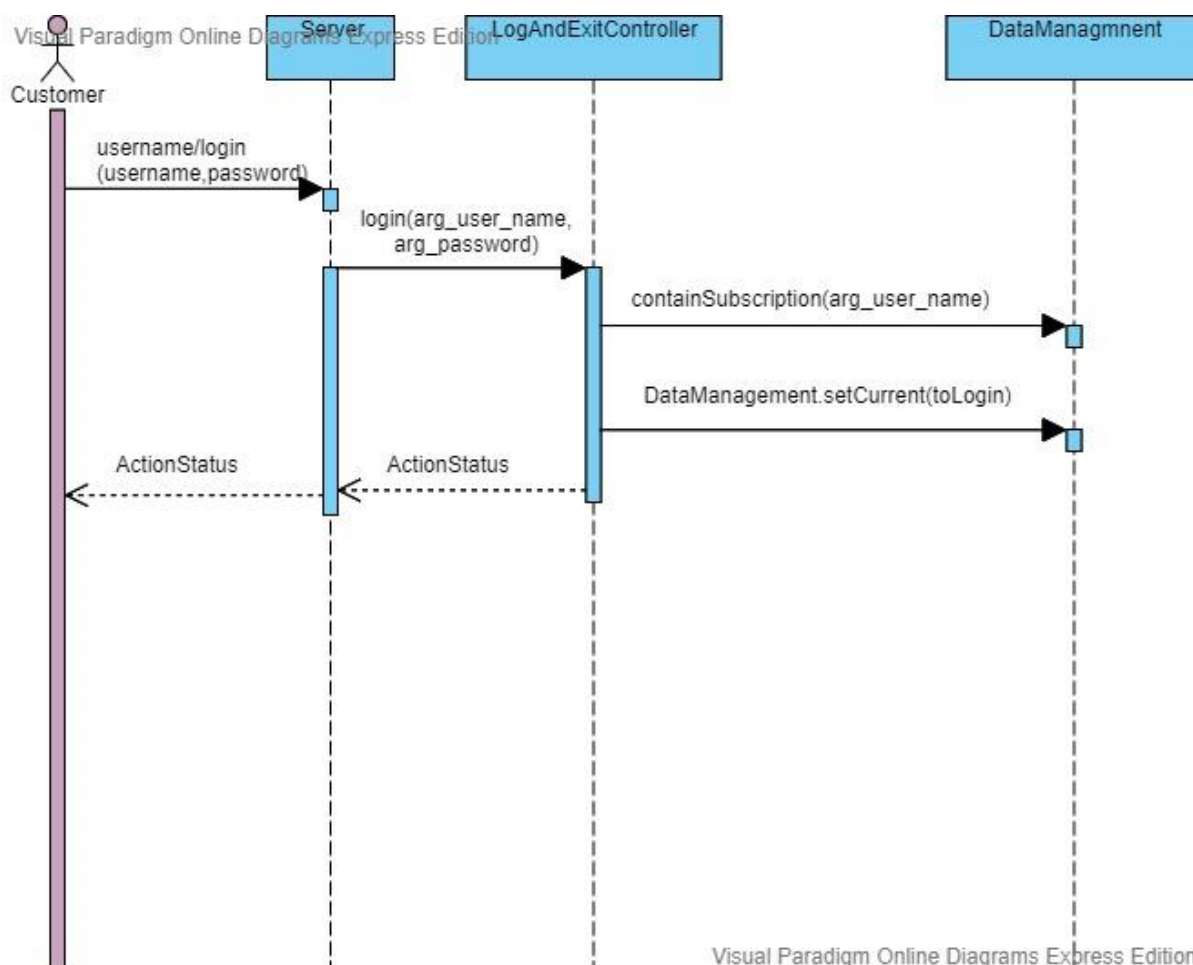 Visual Paradigm Online Diagrams Express Edition
Server
LogAndExitController
DataManagmnent
Customer
username/login
(username,password)
login(arg_user_name,
arg_password)
containSubscription(arg_user_name)
DataManagement.setCurrent(toLogin)
ActionStatus
ActionStatus
Visual Paradigm Online Diagrams Express Edition